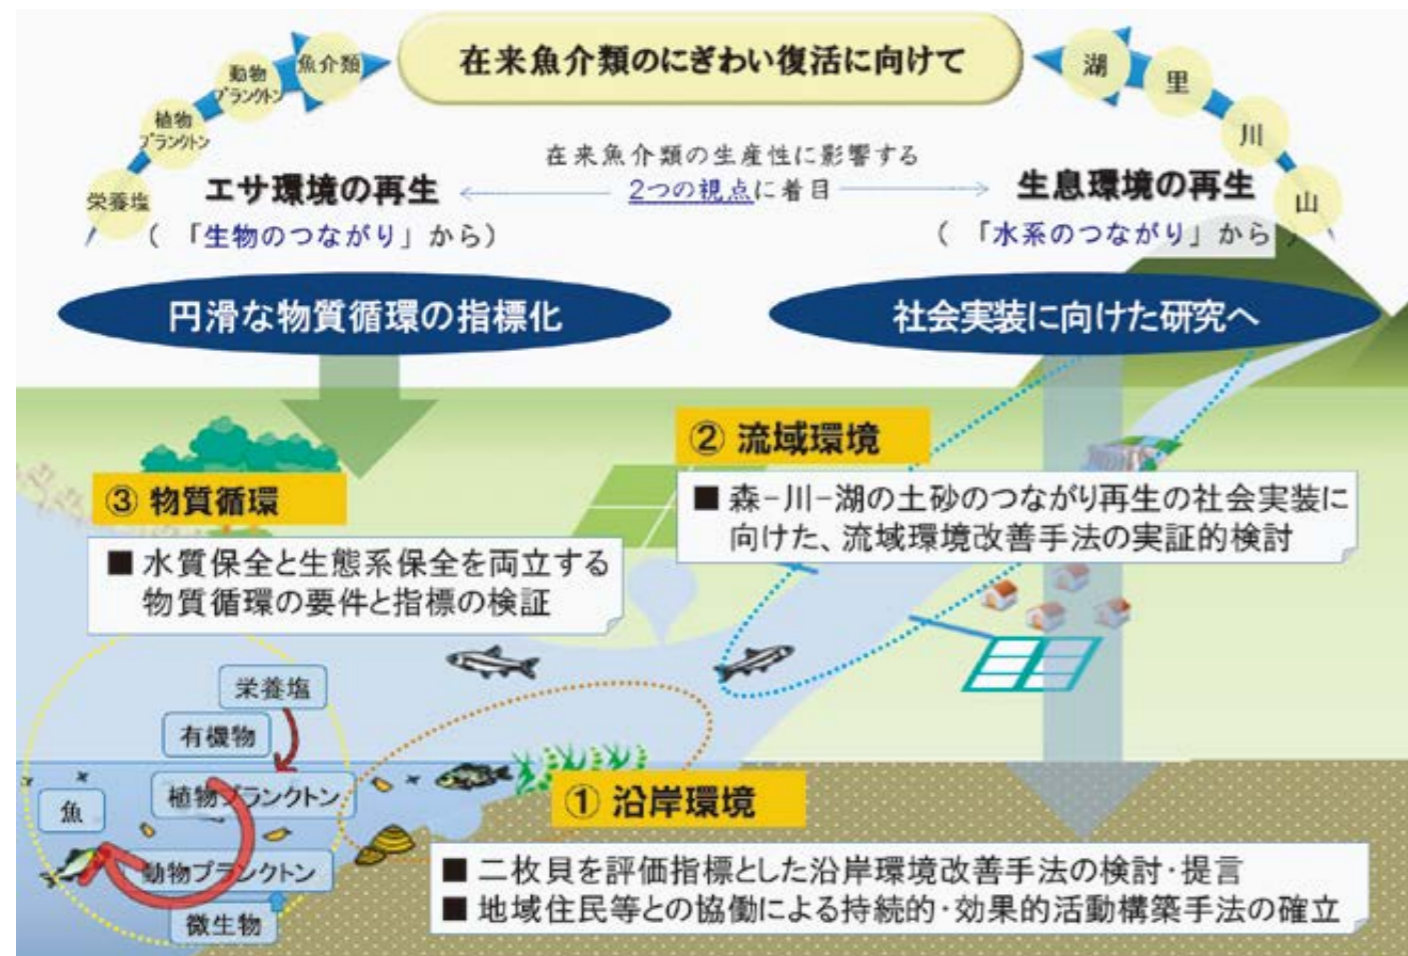 在来魚介類のにぎわい復活に向けて
魚介類
動物
プランクトン
植物
プランクトン
栄養塩
湖
里
川
山
在来魚介類の生産性に影響する
2つの視点に着目
エサ環境の再生
(「生物のつながり」から)
生息環境の再生
(「水系のつながり」から)
円滑な物質循環の指標化
社会実装に向けた研究へ
② 流域環境
■ 森-川-湖の土砂のつながり再生の社会実装に
向けた、流域環境改善手法の実証的検討
③ 物質循環
■ 水質保全と生態系保全を両立する
物質循環の要件と指標の検証
栄養塩
有機物
植物プランクトン
魚
動物プランクトン
微生物
① 沿岸環境
■ 二枚貝を評価指標とした沿岸環境改善手法の検討・提言
■ 地域住民等との協働による持続的・効果的活動構築手法の確立